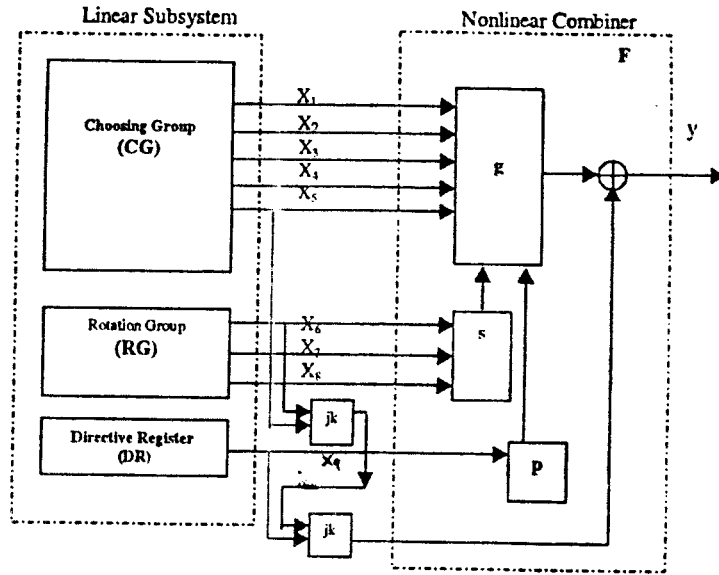 Linear Subsystem
Nonlinear Combiner
F
Choosing Group
(CG)
X1
X2
X3
X4
X5
g
y
Rotation Group
(RG)
X6
X7
X8
s
jk
Directive Register
(DR)
X9
p
jk